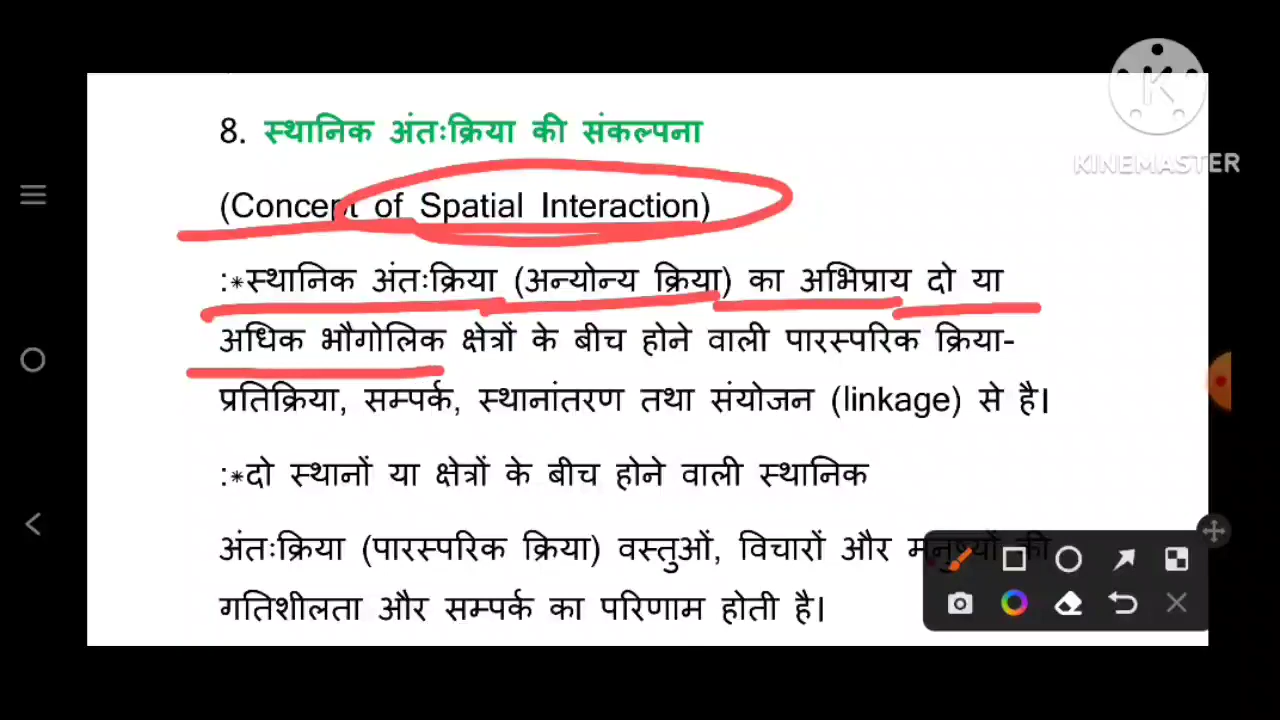 KINEMASTER
8. स्थानिक अंतःक्रिया की संकल्पना
(Concept of Spatial Interaction)
:*स्थानिक अंतःक्रिया (अन्योन्य क्रिया) का अभिप्राय दो या
अधिक भौगोलिक क्षेत्रों के बीच होने वाली पारस्परिक क्रिया-
प्रतिक्रिया, सम्पर्क, स्थानांतरण तथा संयोजन (linkage) से है।
:*दो स्थानों या क्षेत्रों के बीच होने वाली स्थानिक
अंतःक्रिया (पारस्परिक क्रिया) वस्तुओं, विचारों और मनुष्यों की
गतिशीलता और सम्पर्क का परिणाम होती है।